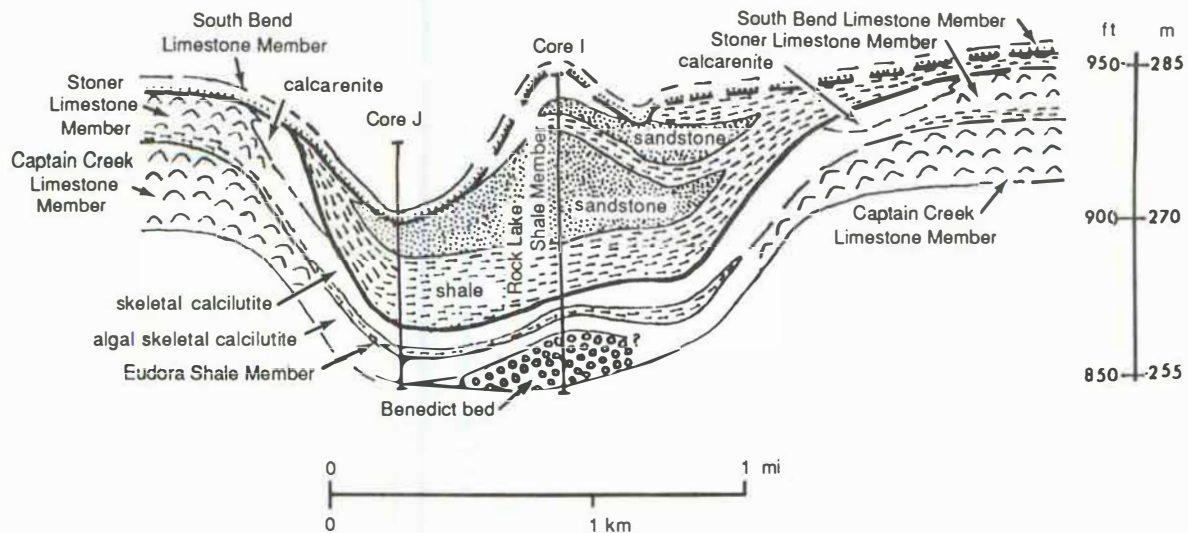 South Bend
Limestone Member
Stoner
Limestone
Member
Captain Creek
Limestone
Member
calcarenite
Core J
Core I
South Bend Limestone Member
Stoner Limestone Member
calcarenite
ft m
950 285
900 270
850 255
sandstone
sandstone
Rock Lake
Shale Member
shale
Captain Creek
Limestone Member
skeletal calcilutite
algal skeletal calcilutite
Eudora Shale Member
Benedict bed
?
0 1 mi
0 1 km